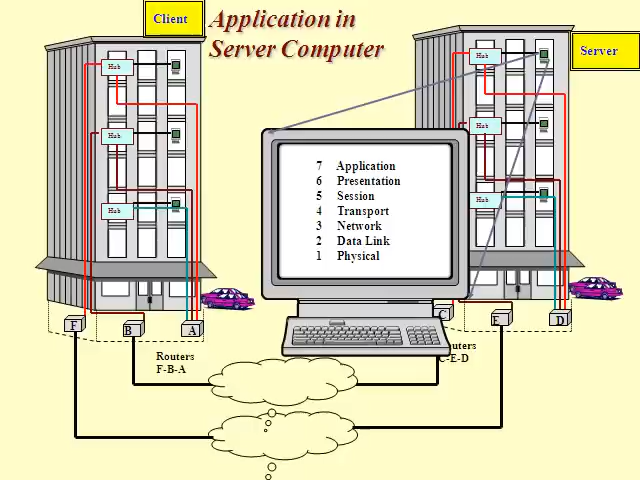 Client
Application in
Server Computer
Server
Hub
Hub
Hub
Hub
Hub
Hub
7 Application
6 Presentation
5 Session
4 Transport
3 Network
2 Data Link
1 Physical
F
B
A
C
E
D
Routers
F-B-A
C-E-D